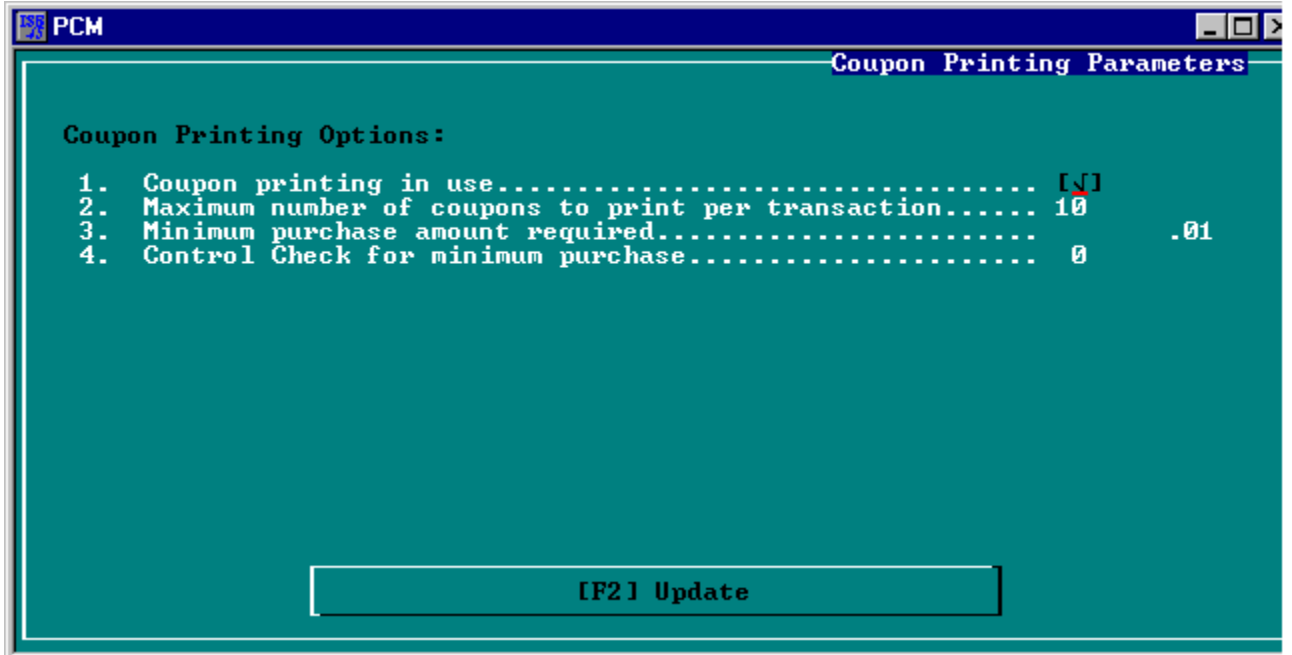 PCM
Coupon Printing Parameters
Coupon Printing Options:
1. Coupon printing in use.................................. [√]
2. Maximum number of coupons to print per transaction...... 10
3. Minimum purchase amount required........................ .01
4. Control Check for minimum purchase...................... 0
[F2] Update